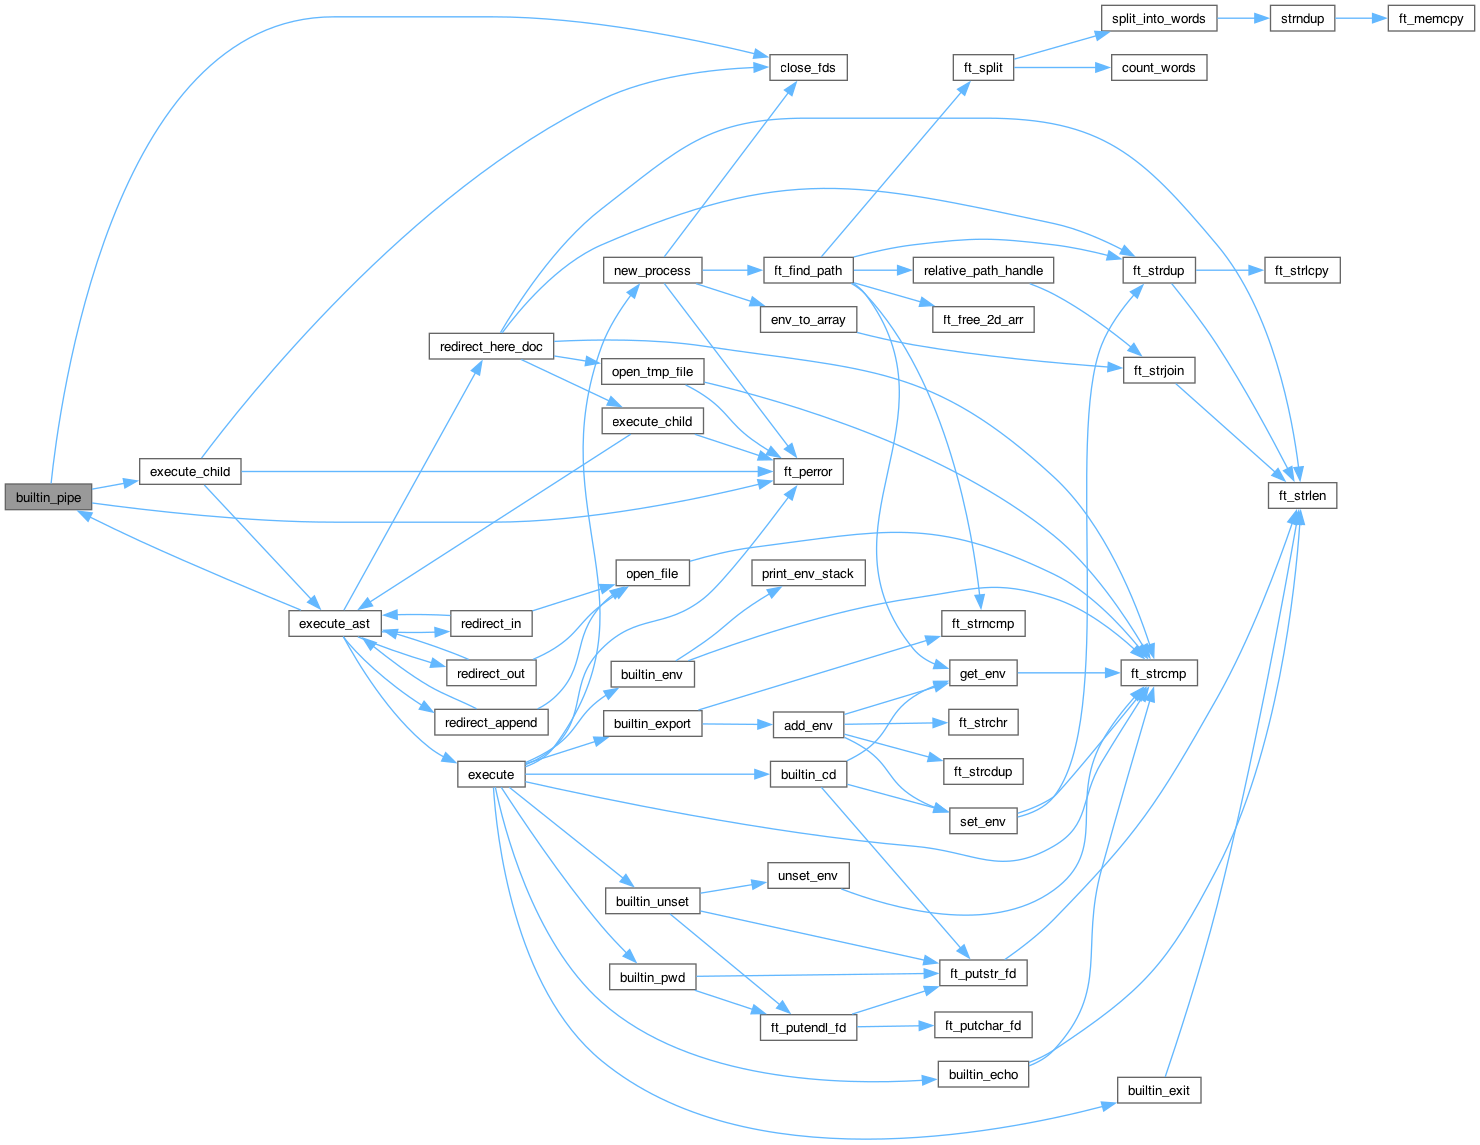 split_into_words
strndup
ft_memcpy
close_fds
ft_split
count_words
new_process
ft_find_path
relative_path_handle
ft_strdup
ft_strlcpy
env_to_array
ft_free_2d_arr
redirect_here_doc
open_tmp_file
ft_strjoin
execute_child
execute_child
ft_perror
builtin_pipe
ft_strlen
open_file
print_env_stack
execute_ast
redirect_in
ft_strncmp
redirect_out
builtin_env
get_env
ft_strcmp
redirect_append
builtin_export
add_env
ft_strchr
execute
builtin_cd
ft_strcdup
set_env
unset_env
builtin_unset
builtin_pwd
ft_putstr_fd
ft_putendl_fd
ft_putchar_fd
builtin_echo
builtin_exit